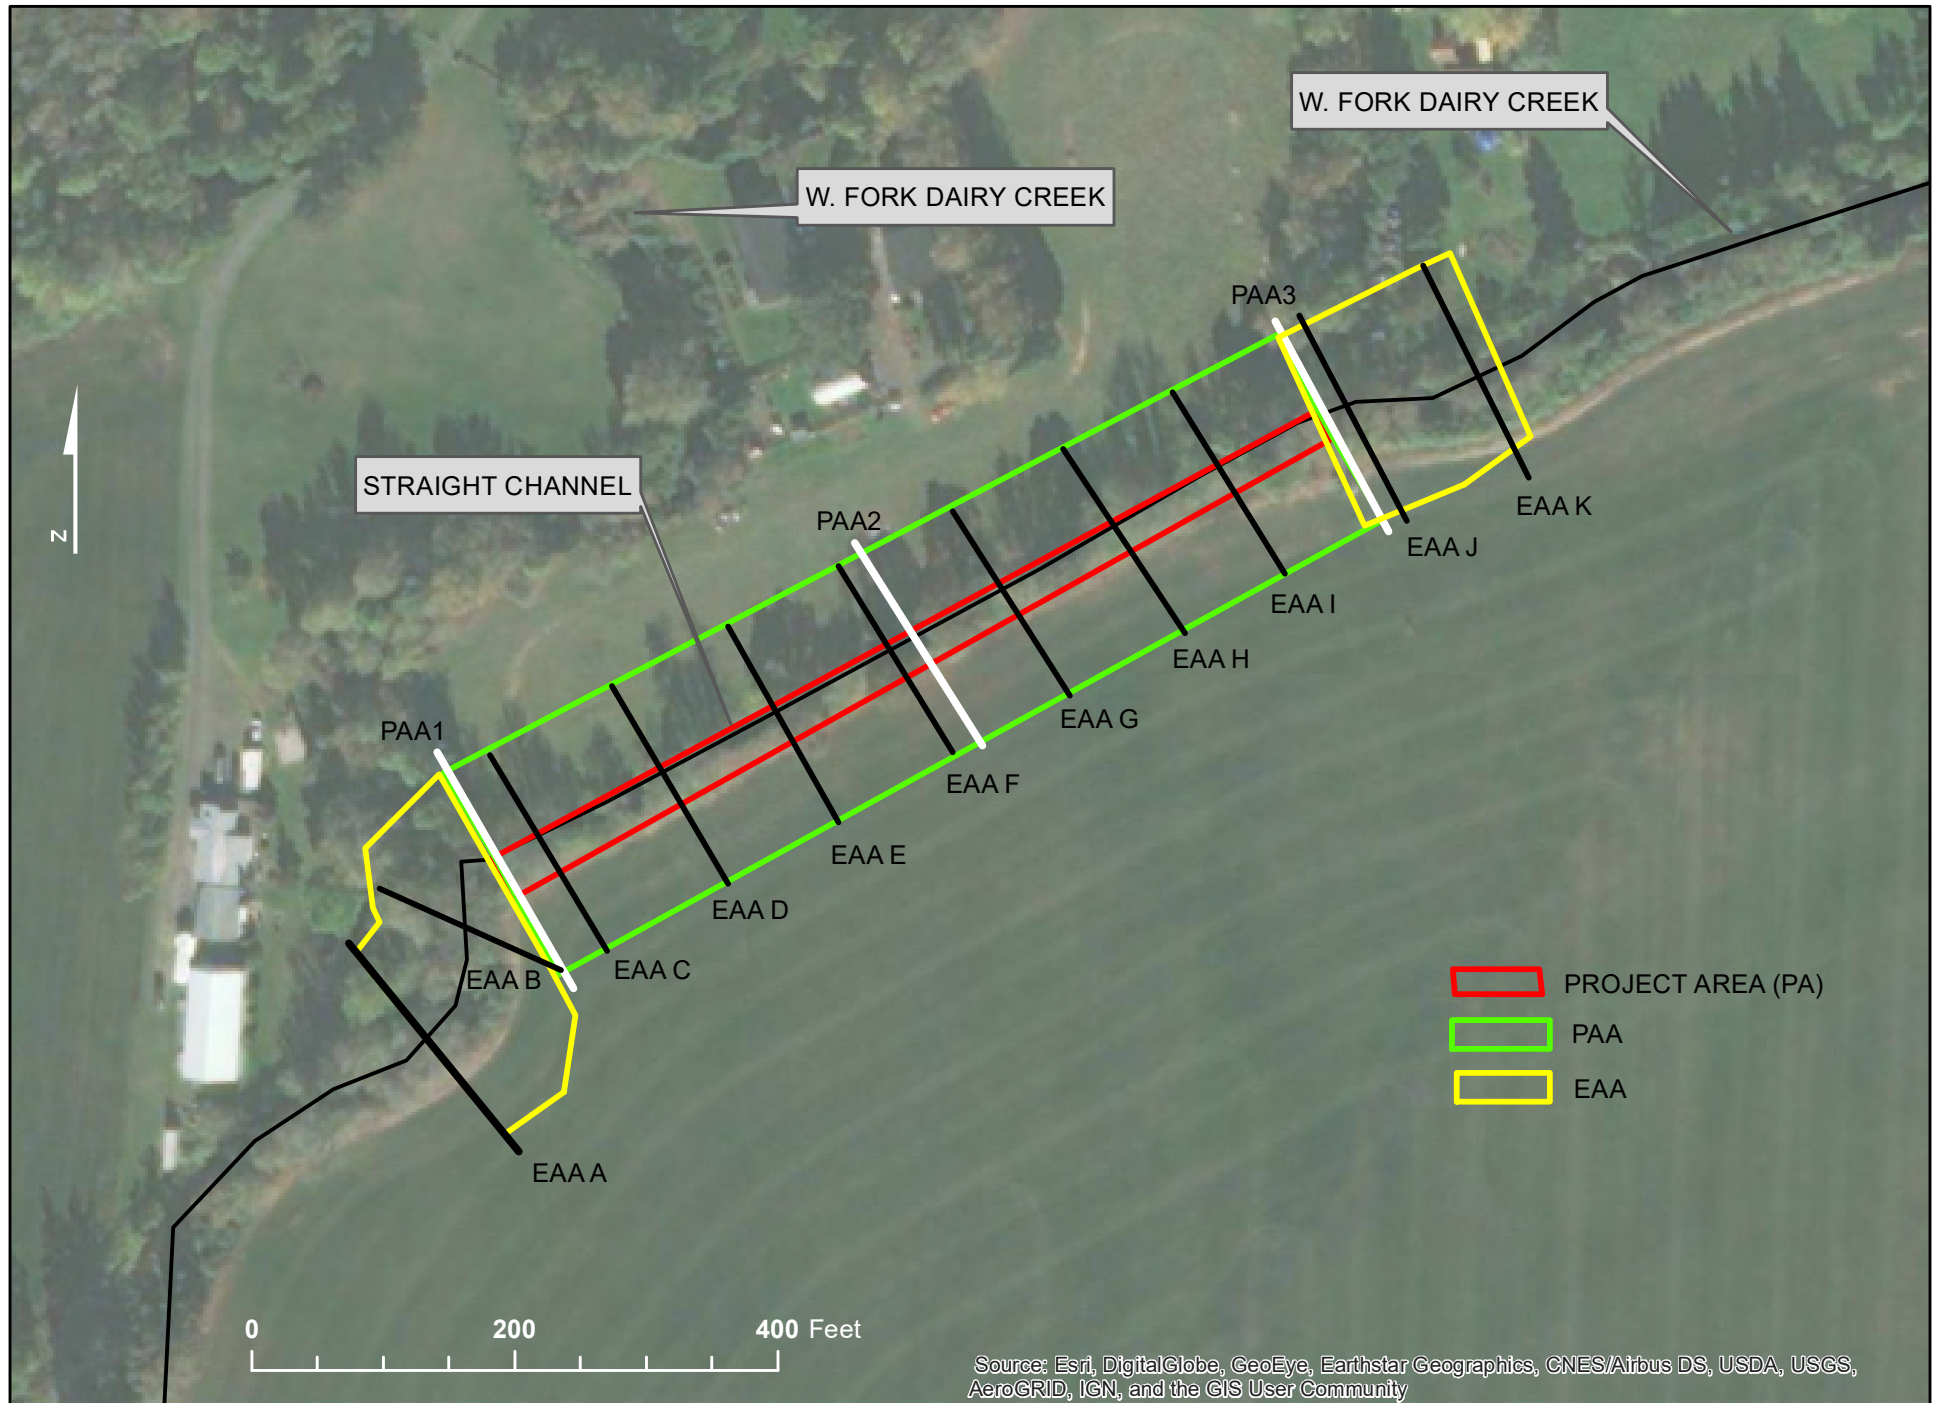 W. FORK DAIRY CREEK
W. FORK DAIRY CREEK
PAA3
STRAIGHT CHANNEL
EAA K
PAA2
EAA J
Z
EAA I
EAA H
EAA G
PAA1
EAA F
EAA E
EAA D
EAA C
EAA B
PROJECT AREA (PA)
PAA
EAA
EAA A
0 200 400 Feet
Source: Esri, DigitalGlobe, GeoEye, Earthstar Geographics, CNES/Airbus DS, USDA, USGS,
AeroGRID, IGN, and the GIS User Community